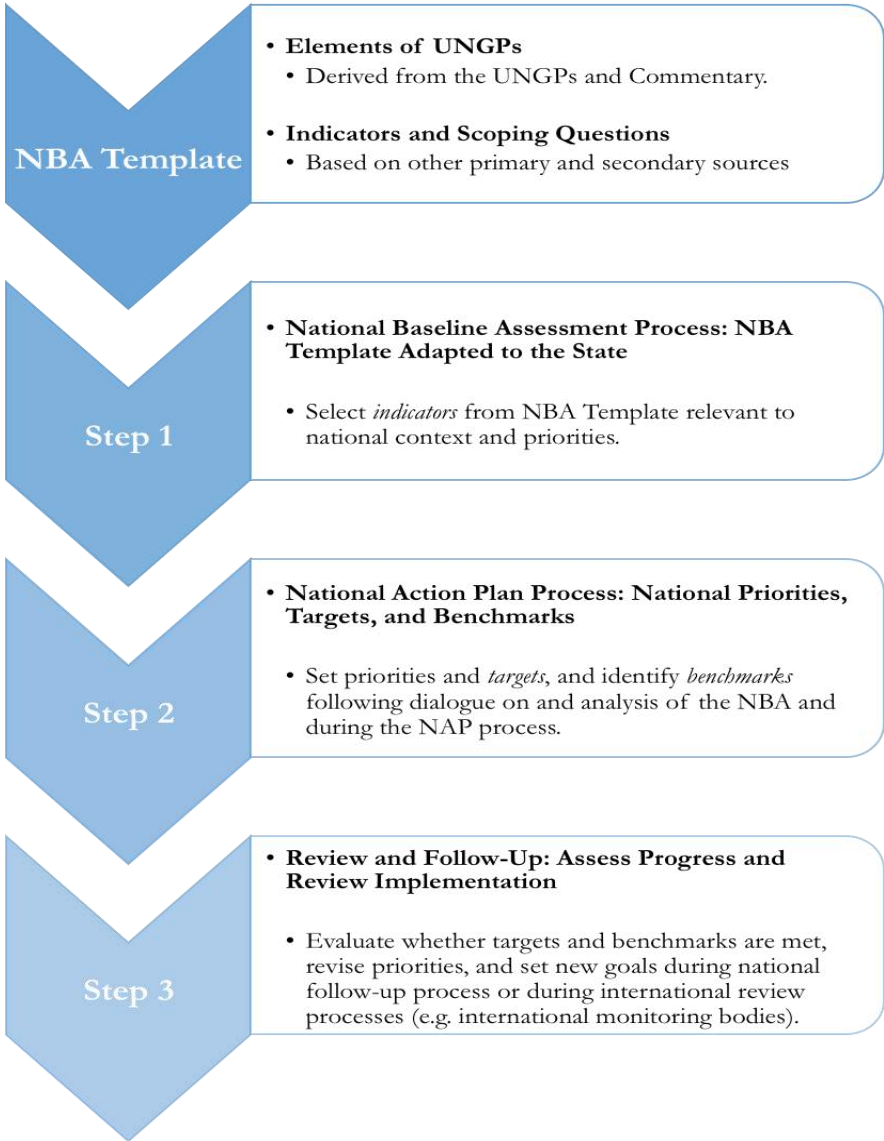 NBA Template
• Elements of UNGPs
• Derived from the UNGPs and Commentary.
• Indicators and Scoping Questions
• Based on other primary and secondary sources
Step 1
• National Baseline Assessment Process: NBA
Template Adapted to the State
• Select indicators from NBA Template relevant to
national context and priorities.
Step 2
• National Action Plan Process: National Priorities,
Targets, and Benchmarks
• Set priorities and targets, and identify benchmarks
following dialogue on and analysis of the NBA and
during the NAP process.
Step 3
• Review and Follow-Up: Assess Progress and
Review Implementation
• Evaluate whether targets and benchmarks are met,
revise priorities, and set new goals during national
follow-up process or during international review
processes (e.g. international monitoring bodies).